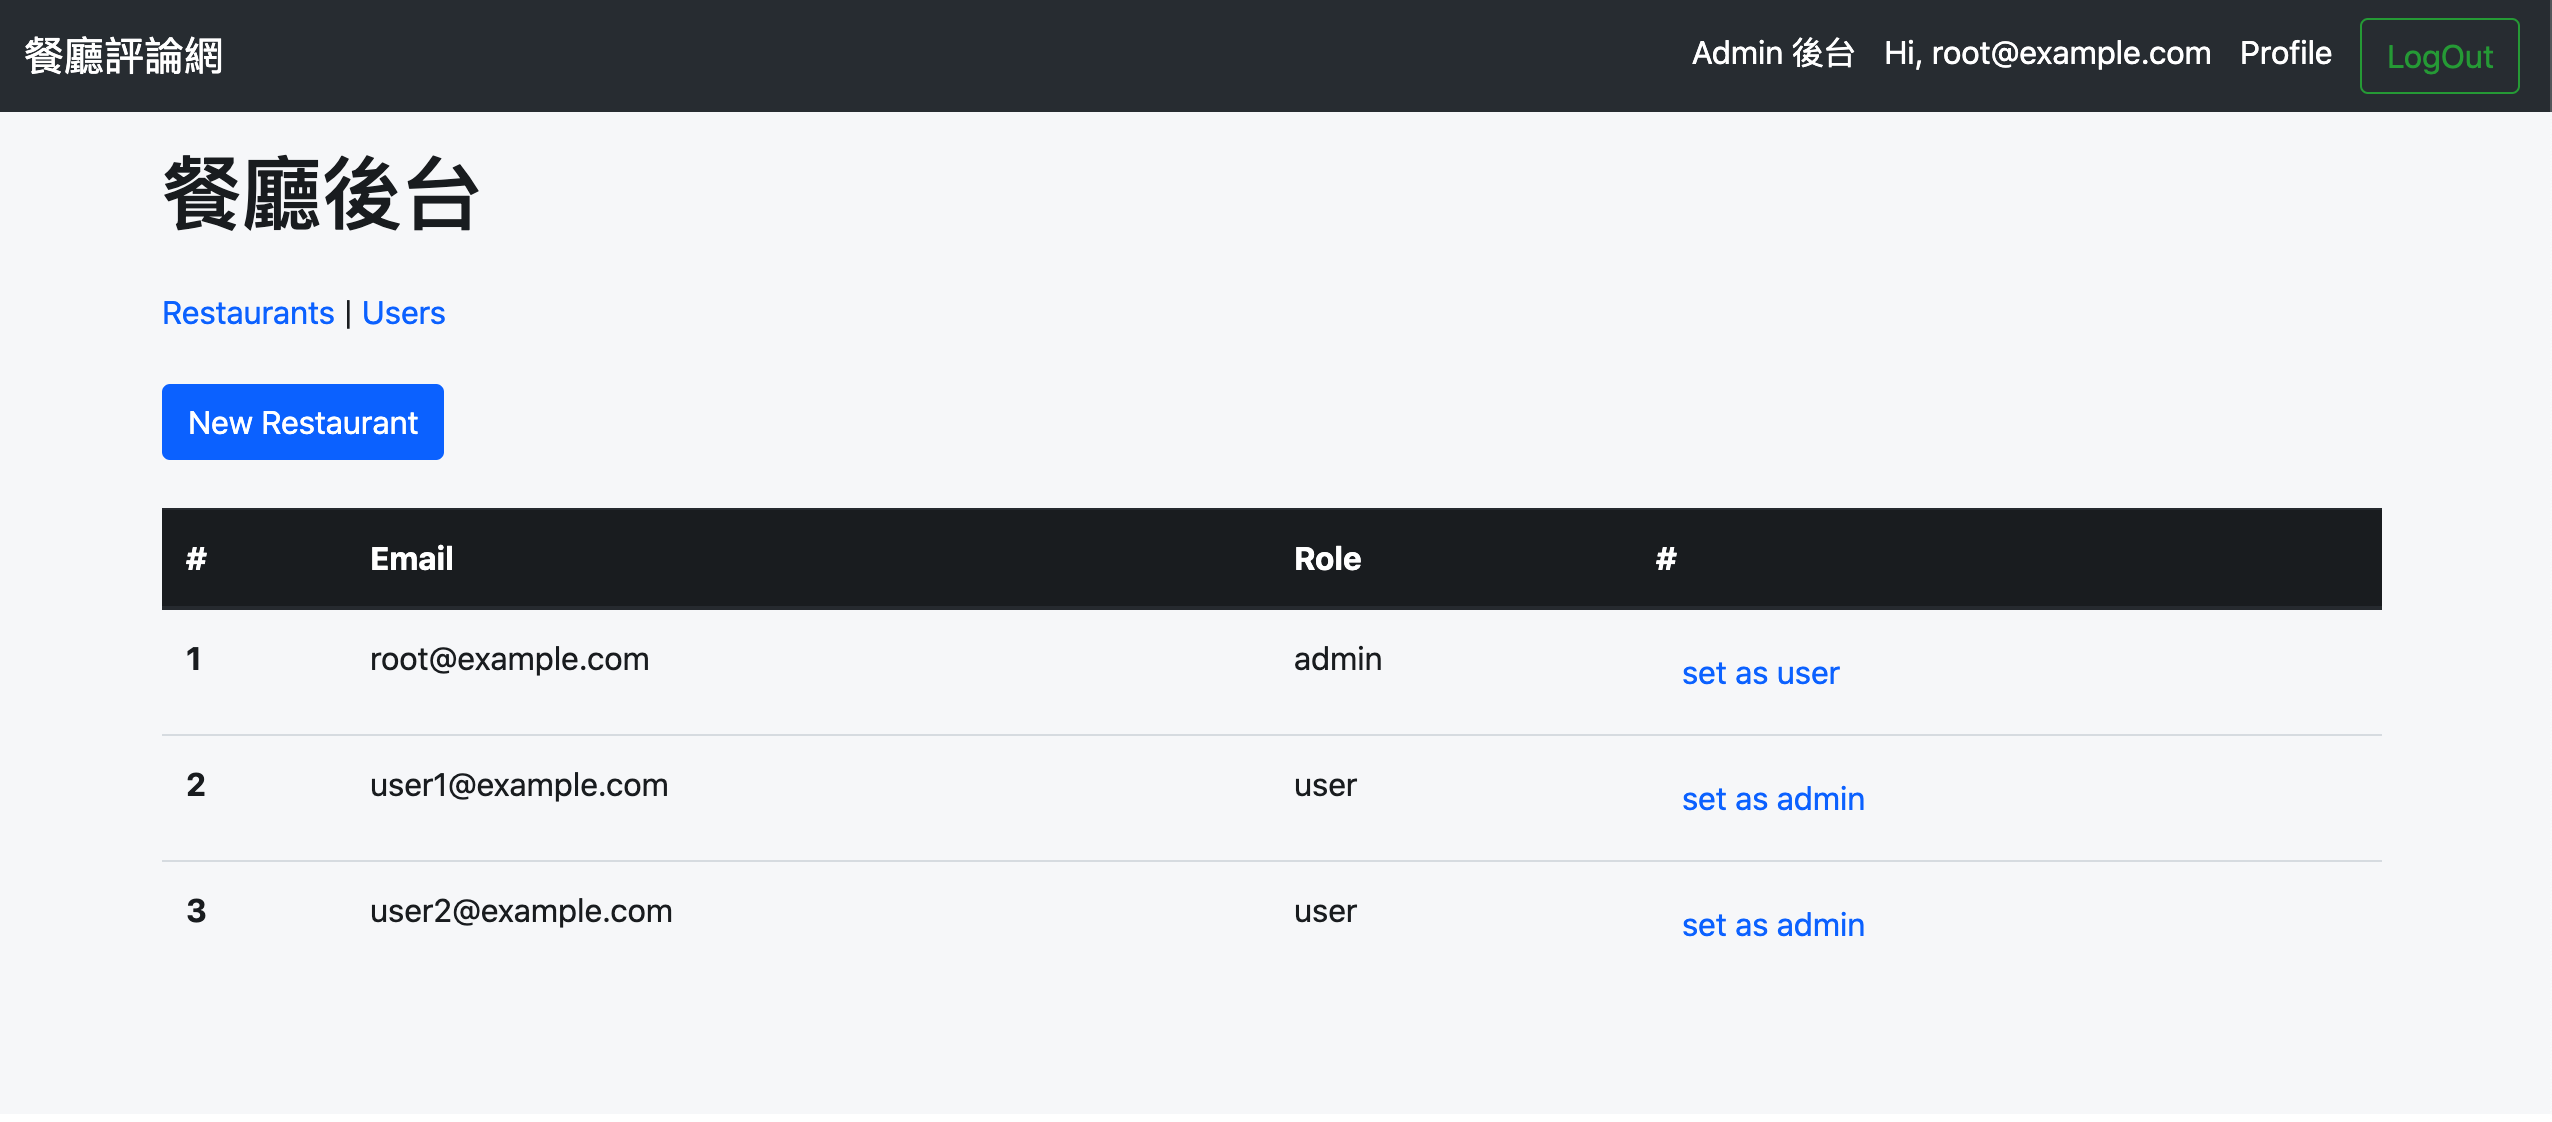 餐廳評論網 Admin 後台 Hi, root@example.com Profile LogOut
餐廳後台
Restaurants | Users
New Restaurant
# Email Role #
1 root@example.com admin set as user
2 user1@example.com user set as admin
3 user2@example.com user set as admin